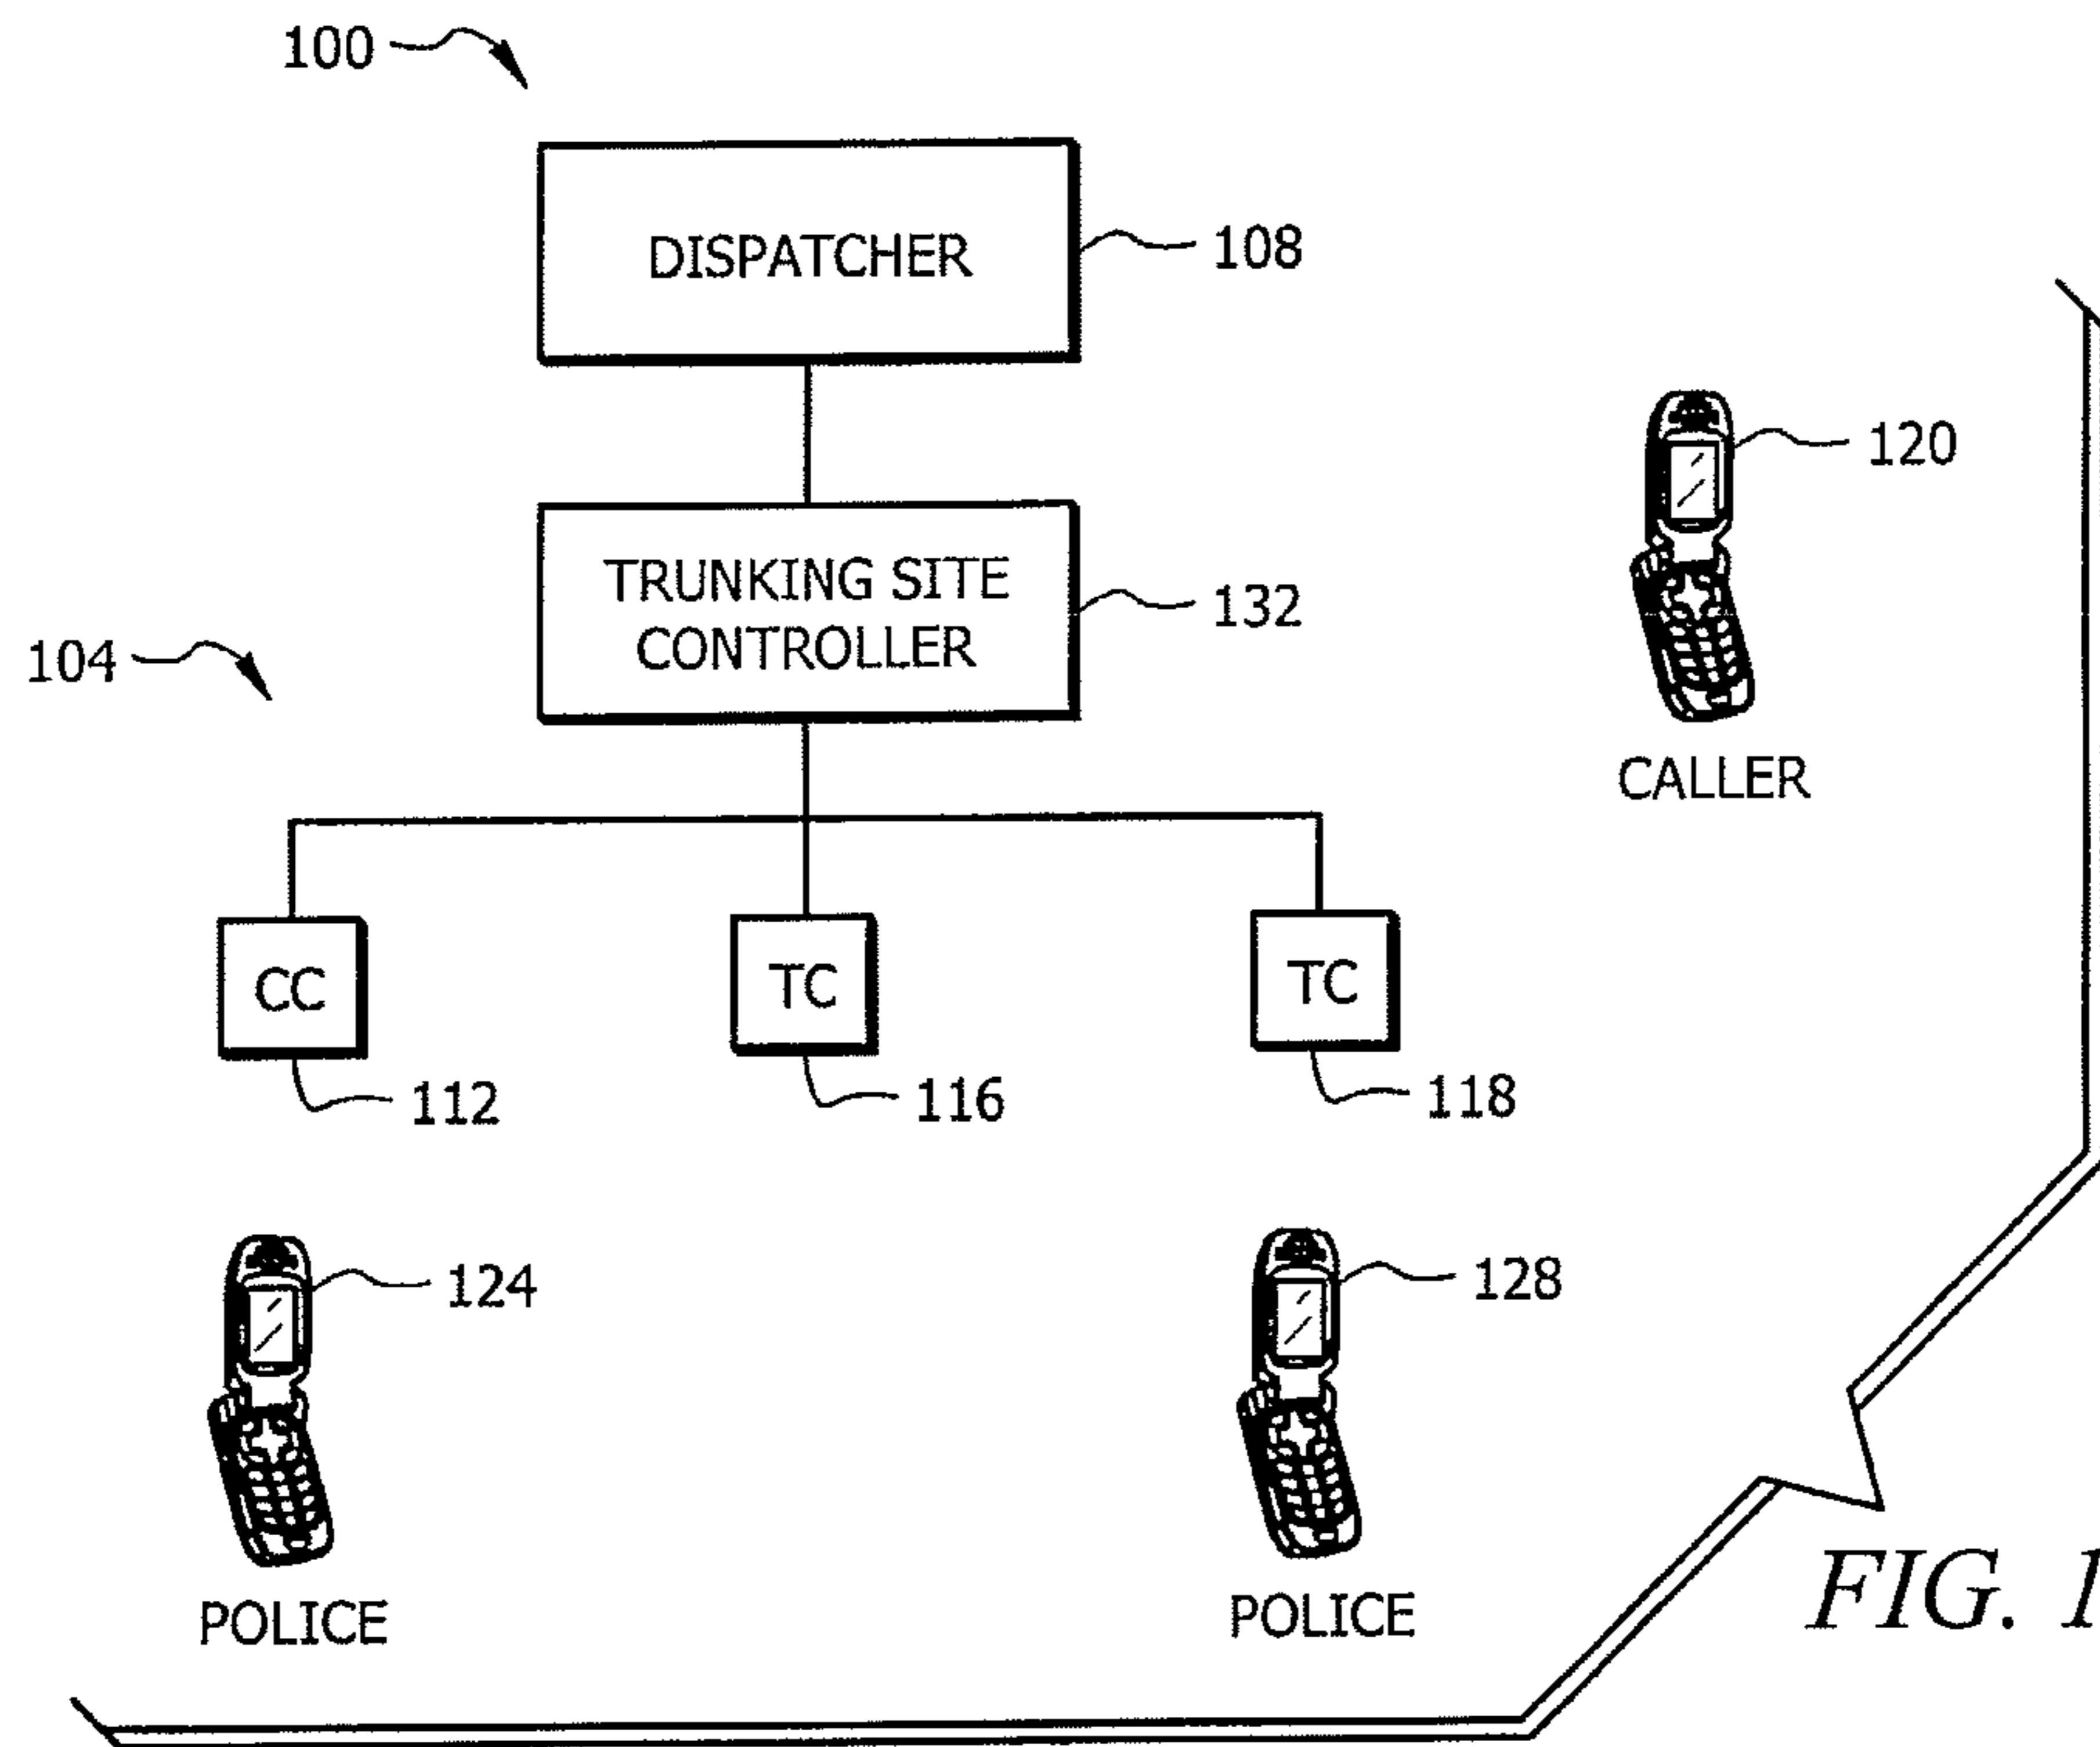 100
DISPATCHER
108
120
TRUNKING SITE
CONTROLLER
132
104
CALLER
CC
TC
TC
112
116
118
124
128
POLICE
POLICE
FIG. 1